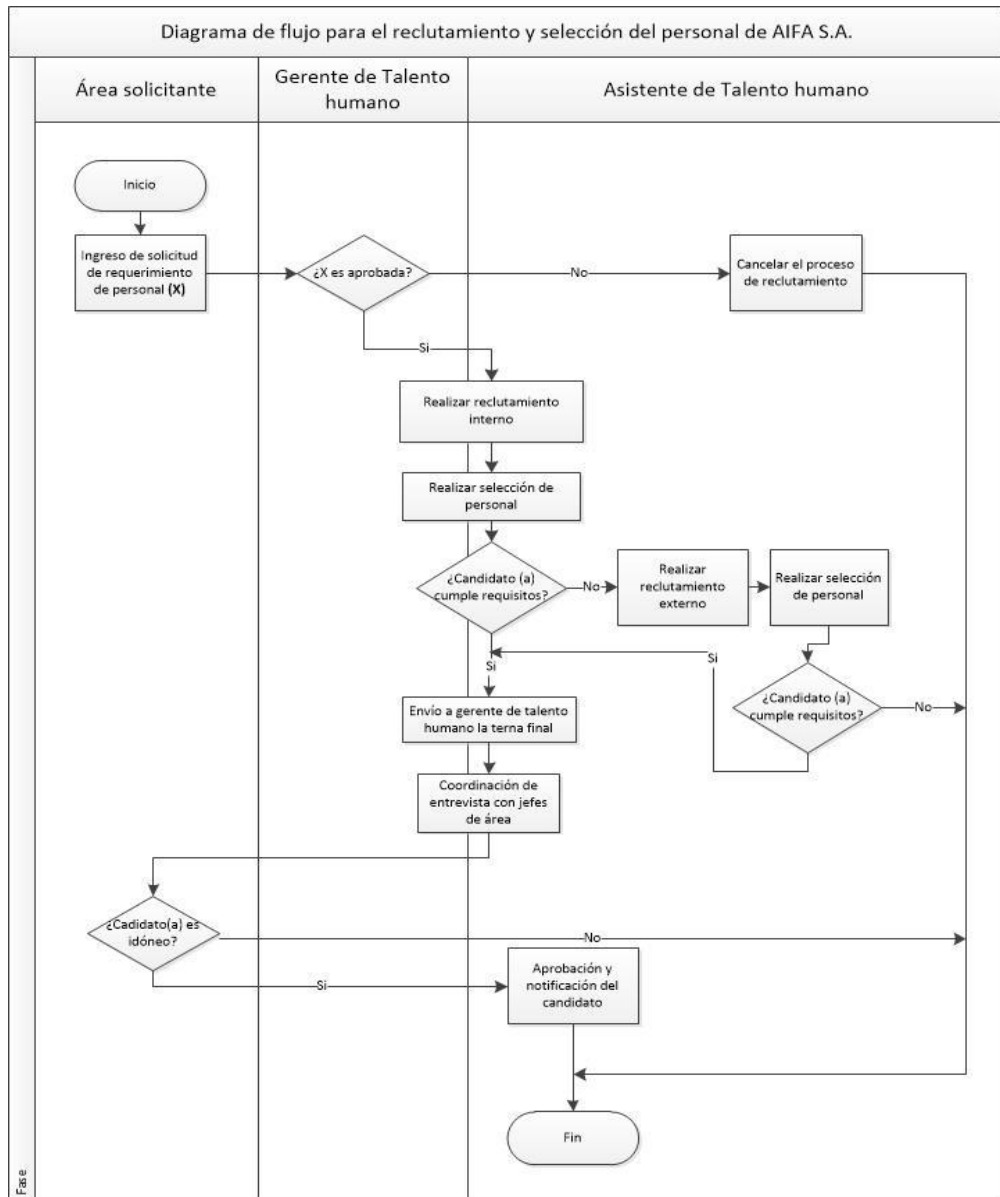 Diagrama de flujo para el reclutamiento y selección del personal de AIFA S.A.
Área solicitante
Gerente de Talento
humano
Asistente de Talento humano
Inicio
Ingreso de solicitud
de requerimiento
de personal (X)
¿X es aprobada?
No
Cancelar el proceso
de reclutamiento
Si
Realizar reclutamiento
interno
Realizar selección de
personal
¿Candidato (a)
cumple requisitos?
No
Realizar
reclutamiento
externo
Realizar selección
de personal
Si
Si
¿Candidato (a)
cumple requisitos?
No
Envío a gerente de talento
humano la terna final
Coordinación de
entrevista con jefes
de área
¿Cadidato(a) es
idóneo?
No
Si
Aprobación y
notificación del
candidato
Fin
Fase